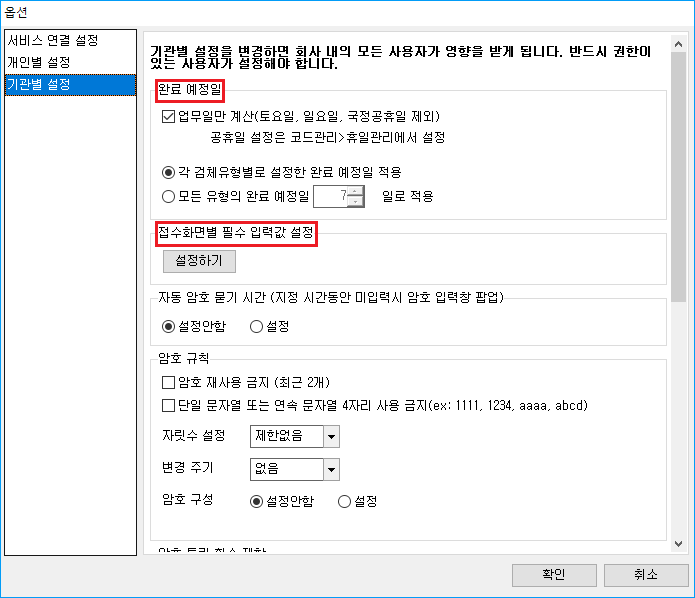 옵션
서비스 연결 설정
개인별 설정
기관별 설정
기관별 설정을 변경하면 회사 내의 모든 사용자가 영향을 받게 됩니다. 반드시 권한이
있는 사용자가 설정해야 합니다.
완료 예정일
업무일만 계산(토요일, 일요일, 국정공휴일 제외)
공휴일 설정은 코드관리>휴일관리에서 설정
각 검체유형별로 설정한 완료 예정일 적용
모든 유형의 완료 예정일 7 일로 적용
접수화면별 필수 입력값 설정
설정하기
자동 암호 묻기 시간 (지정 시간동안 미입력시 암호 입력창 팝업)
설정안함 설정
암호 규칙
암호 재사용 금지 (최근 2개)
단일 문자열 또는 연속 문자열 4자리 사용 금지(ex: 1111, 1234, aaaa, abcd)
자릿수 설정 제한없음
변경 주기 없음
암호 구성 설정안함 설정
확인 취소